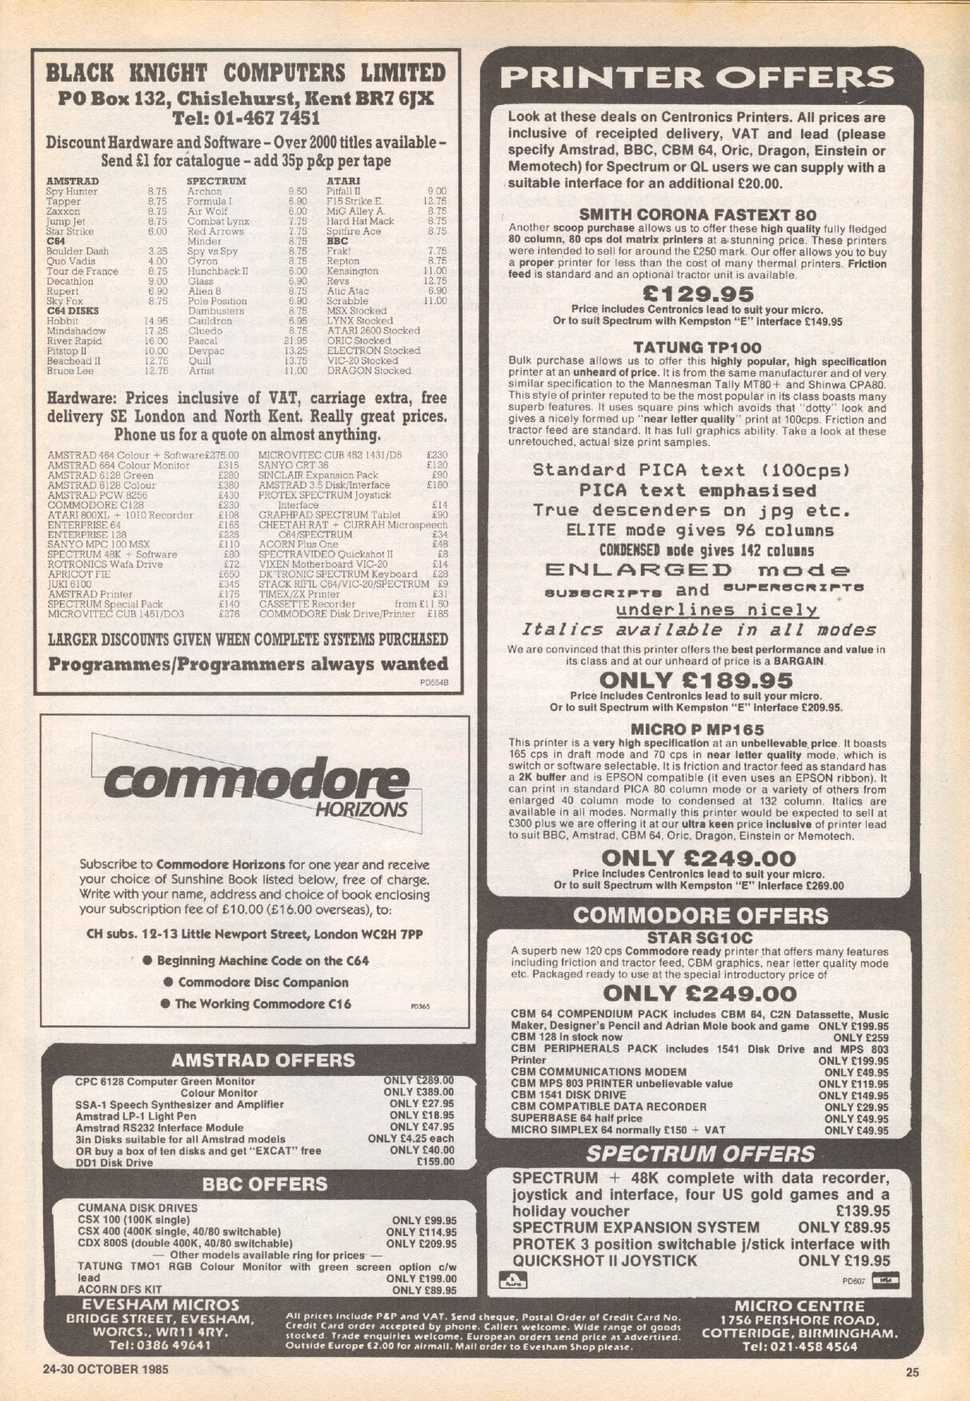 BLACK KNIGHT COMPUTERS LIMITED
PO Box 132, Chislehurst, Kent BR7 6JX
Tel: 01-467 7451
Discount Hardware and Software – Over 2000 titles available –
Send £1 for catalogue – add 35p p&p per tape
AMSTRAD
Spy Hunter 8.75
Tapper 8.75
Zaxxon 8.75
Jump Jet 8.75
Star Strike 6.00
C64
Boulder Dash 3.25
Quo Vadis 4.00
Tour de France 8.75
Decathlon 9.00
Rupert 6.90
Sky Fox 8.75
C64 DISKS
Hobbit 14.95
Mindshadow 17.25
River Rapid 16.00
Pitstop II 10.00
Beachead II 12.75
Bruce Lee 12.75
SPECTRUM
Archon 9.50
Formula I 6.90
Air Wolf 6.00
Combat Lynx 7.75
Red Arrows 7.75
Minder 8.75
Spy vs Spy 8.75
Gyron 8.75
Hunchback II 6.00
Glass 6.90
Alien 8 8.75
Pole Position 6.90
Dambusters 8.75
Cauldron 6.95
Cluedo 8.75
Pascal 21.95
Devpac 13.25
Quill 13.75
Artist 11.00
ATARI
Pitfall II 9.00
F15 Strike E. 12.75
MiG Alley A. 8.75
Hard Hat Mack 8.75
Spitfire Ace 8.75
BBC
Frak! 7.75
Repton 8.75
Kensington 11.00
Revs 12.75
Atic Atac 6.90
Scrabble 11.00
MSX Stocked
LYNX Stocked
ATARI 2600 Stocked
ORIC Stocked
ELECTRON Stocked
VIC-20 Stocked
DRAGON Stocked
Hardware: Prices inclusive of VAT, carriage extra, free
delivery SE London and North Kent. Really great prices.
Phone us for a quote on almost anything.
AMSTRAD 464 Colour + Software £378.00
AMSTRAD 664 Colour Monitor £315
AMSTRAD 6128 Green £280
AMSTRAD 6128 Colour £380
AMSTRAD PCW 8256 £430
COMMODORE C128 £230
ATARI 800XL + 1010 Recorder £108
ENTERPRISE 64 £165
ENTERPRISE 128 £225
SANYO MPC 100 MSX £110
SPECTRUM 48K + Software £80
ROTRONICS Wafa Drive £72
APRICOT F1E £650
JUKI 6100 £345
AMSTRAD Printer £175
SPECTRUM Special Pack £140
MICROVITEC CUB 1451/DO3 £276
MICROVITEC CUB 452 1431/DS £230
SANYO CRT 36 £120
SINCLAIR Expansion Pack £90
AMSTRAD 3.5 Disk/Interface £180
PROTEK SPECTRUM Joystick
Interface £14
GRAPHPAD SPECTRUM Tablet £90
CHEETAH RAT + CURRAH Microspeech
C64/SPECTRUM £34
ACORN Plus One £48
SPECTRAVIDEO Quickshot II £8
VIXEN Motherboard VIC-20 £14
DK'TRONIC SPECTRUM Keyboard £28
STACK RIFIL C64/VIC-20/SPECTRUM £9
TIMEX/ZX Printer £31
CASSETTE Recorder from £11.50
COMMODORE Disk Drive/Printer £185
LARGER DISCOUNTS GIVEN WHEN COMPLETE SYSTEMS PURCHASED
Programmes/Programmers always wanted
PD554B
commodore
HORIZONS
Subscribe to Commodore Horizons for one year and receive
your choice of Sunshine Book listed below, free of charge.
Write with your name, address and choice of book enclosing
your subscription fee of £10.00 (£16.00 overseas), to:
CH subs. 12-13 Little Newport Street, London WC2H 7PP
● Beginning Machine Code on the C64
● Commodore Disc Companion
● The Working Commodore C16
PD365
AMSTRAD OFFERS
CPC 6128 Computer Green Monitor ONLY £289.00
Colour Monitor ONLY £389.00
SSA-1 Speech Synthesizer and Amplifier ONLY £27.95
Amstrad LP-1 Light Pen ONLY £18.95
Amstrad RS232 Interface Module ONLY £47.95
3in Disks suitable for all Amstrad models ONLY £4.25 each
OR buy a box of ten disks and get "EXCAT" free ONLY £40.00
DD1 Disk Drive £159.00
BBC OFFERS
CUMANA DISK DRIVES
CSX 100 (100K single) ONLY £99.95
CSX 400 (400K single, 40/80 switchable) ONLY £114.95
CDX 800S (double 400K, 40/80 switchable) ONLY £209.95
— Other models available ring for prices —
TATUNG TM01 RGB Colour Monitor with green screen option c/w
lead ONLY £199.00
ACORN DFS KIT ONLY £89.95
PRINTER OFFERS
Look at these deals on Centronics Printers. All prices are
inclusive of receipted delivery, VAT and lead (please
specify Amstrad, BBC, CBM 64, Oric, Dragon, Einstein or
Memotech) for Spectrum or QL users we can supply with a
suitable interface for an additional £20.00.
SMITH CORONA FASTEXT 80
Another scoop purchase allows us to offer these high quality fully fledged
80 column, 80 cps dot matrix printers at a stunning price. These printers
were intended to sell for around the £250 mark. Our offer allows you to buy
a proper printer for less than the cost of many thermal printers. Friction
feed is standard and an optional tractor unit is available.
£129.95
Price includes Centronics lead to suit your micro.
Or to suit Spectrum with Kempston "E" Interface £149.95
TATUNG TP100
Bulk purchase allows us to offer this highly popular, high specification
printer at an unheard of price. It is from the same manufacturer and of very
similar specification to the Mannesman Tally MT80+ and Shinwa CPA80.
This style of printer reputed to be the most popular in its class boasts many
superb features. It uses square pins which avoids that "dotty" look and
gives a nicely formed up "near letter quality" print at 100cps. Friction and
tractor feed are standard. It has full graphics ability. Take a look at these
unretouched, actual size print samples.
Standard PICA text (100cps)
PICA text emphasised
True descenders on jpg etc.
ELITE mode gives 96 columns
CONDENSED mode gives 142 columns
ENLARGED mode
SUBSCRIPTS and SUPERSCRIPTS
underlines nicely
Italics available in all modes
We are convinced that this printer offers the best performance and value in
its class and at our unheard of price is a BARGAIN.
ONLY £189.95
Price Includes Centronics lead to suit your micro.
Or to suit Spectrum with Kempston "E" Interface £209.95.
MICRO P MP165
This printer is a very high specification at an unbelievable price. It boasts
165 cps in draft mode and 70 cps in near letter quality mode, which is
switch or software selectable. It is friction and tractor feed as standard has
a 2K buffer and is EPSON compatible (it even uses an EPSON ribbon). It
can print in standard PICA 80 column mode or a variety of others from
enlarged 40 column mode to condensed at 132 column. Italics are
available in all modes. Normally this printer would be expected to sell at
£300 plus we are offering it at our ultra keen price inclusive of printer lead
to suit BBC, Amstrad, CBM 64, Oric, Dragon, Einstein or Memotech.
ONLY £249.00
Price Includes Centronics lead to suit your micro.
Or to suit Spectrum with Kempston "E" Interface £269.00
COMMODORE OFFERS
STAR SG10C
A superb new 120 cps Commodore ready printer that offers many features
including friction and tractor feed, CBM graphics, near letter quality mode
etc. Packaged ready to use at the special introductory price of
ONLY £249.00
CBM 64 COMPENDIUM PACK includes CBM 64, C2N Datassette, Music
Maker, Designer's Pencil and Adrian Mole book and game ONLY £199.95
CBM 128 in stock now ONLY £259
CBM PERIPHERALS PACK includes 1541 Disk Drive and MPS 803
Printer ONLY £199.95
CBM COMMUNICATIONS MODEM ONLY £49.95
CBM MPS 803 PRINTER unbelievable value ONLY £119.95
CBM 1541 DISK DRIVE ONLY £149.95
CBM COMPATIBLE DATA RECORDER ONLY £29.95
SUPERBASE 64 half price ONLY £49.95
MICRO SIMPLEX 64 normally £150 + VAT ONLY £49.95
SPECTRUM OFFERS
SPECTRUM + 48K complete with data recorder,
joystick and interface, four US gold games and a
holiday voucher £139.95
SPECTRUM EXPANSION SYSTEM ONLY £89.95
PROTEK 3 position switchable j/stick interface with
QUICKSHOT II JOYSTICK ONLY £19.95
PD607
EVESHAM MICROS
BRIDGE STREET, EVESHAM,
WORCS., WR11 4RY.
Tel: 0386 49641
All prices include P&P and VAT. Send cheque, Postal Order of Credit Card No.
Credit Card order accepted by phone. Callers welcome. Wide range of goods
stocked. Trade enquiries welcome. European orders send price as advertised.
Outside Europe £2.00 for airmail. Mail order to Evesham Shop please.
MICRO CENTRE
1756 PERSHORE ROAD,
COTTERIDGE, BIRMINGHAM.
Tel: 021-458 4564
24-30 OCTOBER 1985
25